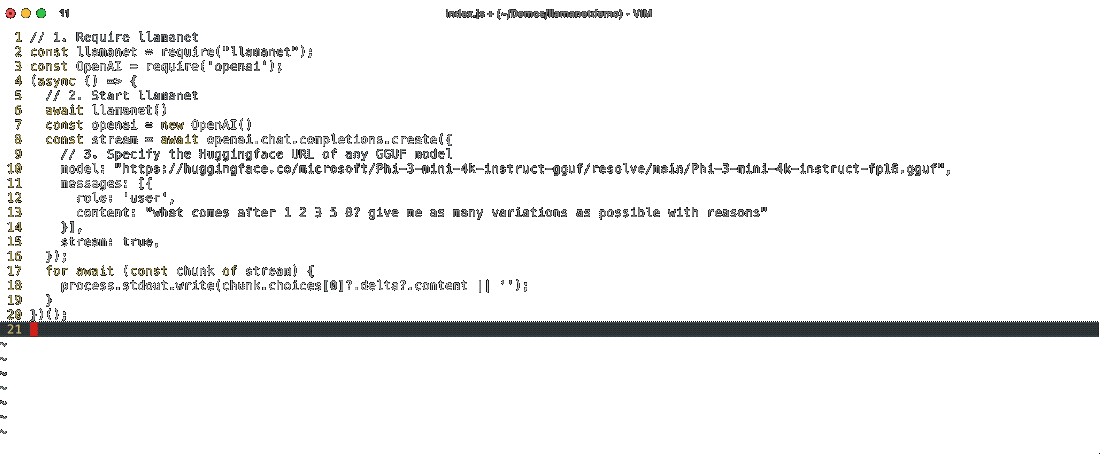 index.js + (~/Demos/llamanet/demo) - VIM
1 // 1. Require llamanet
2 const llamanet = require("llamanet");
3 const OpenAI = require('openai');
4 (async () => {
5   // 2. Start llamanet
6   await llamanet()
7   const openai = new OpenAI()
8   const stream = await openai.chat.completions.create({
9     // 3. Specify the Huggingface URL of any GGUF model
10     model: "https://huggingface.co/microsoft/Phi-3-mini-4k-instruct-gguf/resolve/main/Phi-3-mini-4k-instruct-fp16.gguf",
11     messages: [{
12       role: 'user',
13       content: "what comes after 1 2 3 5 8? give me as many variations as possible with reasons"
14     }],
15     stream: true,
16   });
17   for await (const chunk of stream) {
18     process.stdout.write(chunk.choices[0]?.delta?.content || '');
19   }
20 })();
21
~
~
~
~
~
~
~